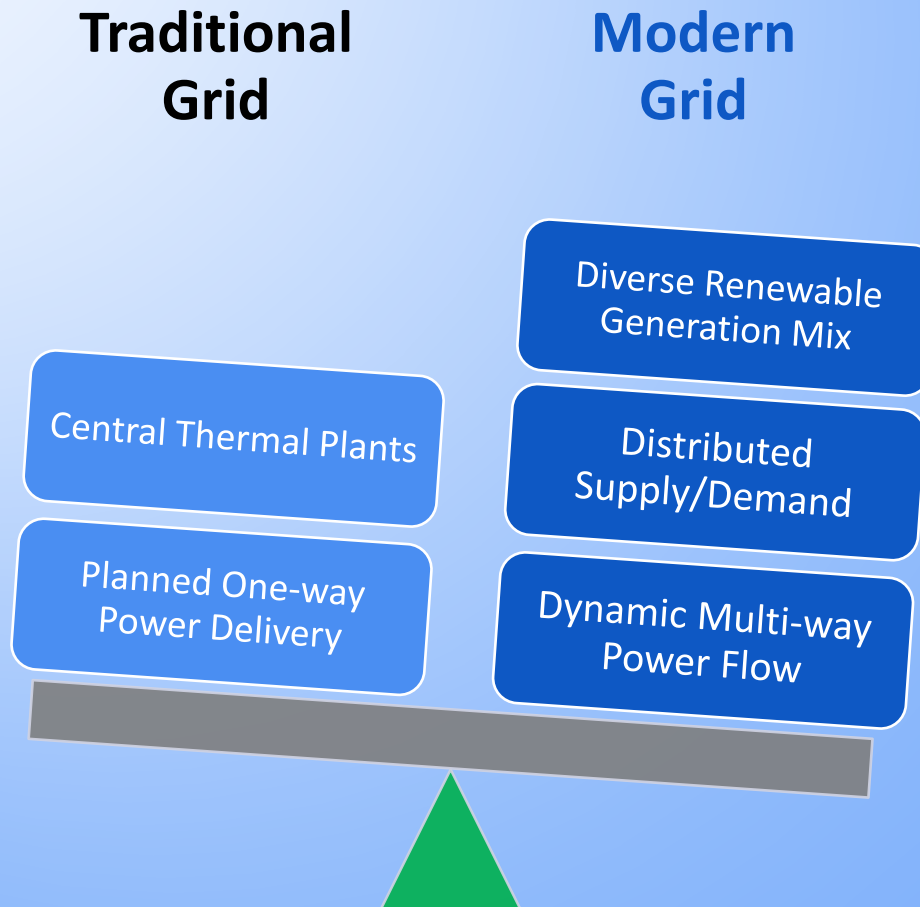 Traditional
Grid
Modern
Grid
Central Thermal Plants
Planned One-way
Power Delivery
Diverse Renewable
Generation Mix
Distributed
Supply/Demand
Dynamic Multi-way
Power Flow